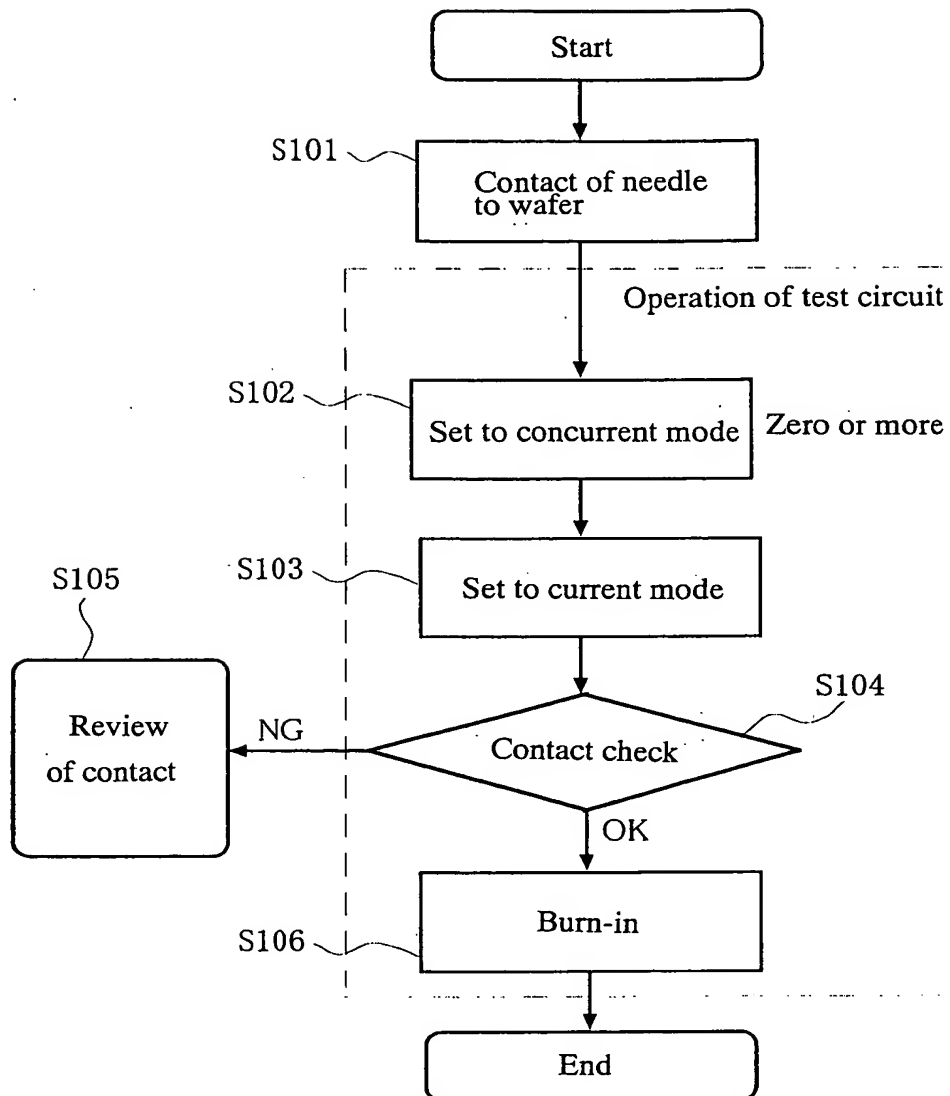 Start
S101
Contact of needle
to wafer
Operation of test circuit
S102
Set to concurrent mode
Zero or more
S103
Set to current mode
S105
Review
of contact
NG
S104
Contact check
OK
Burn-in
S106
End